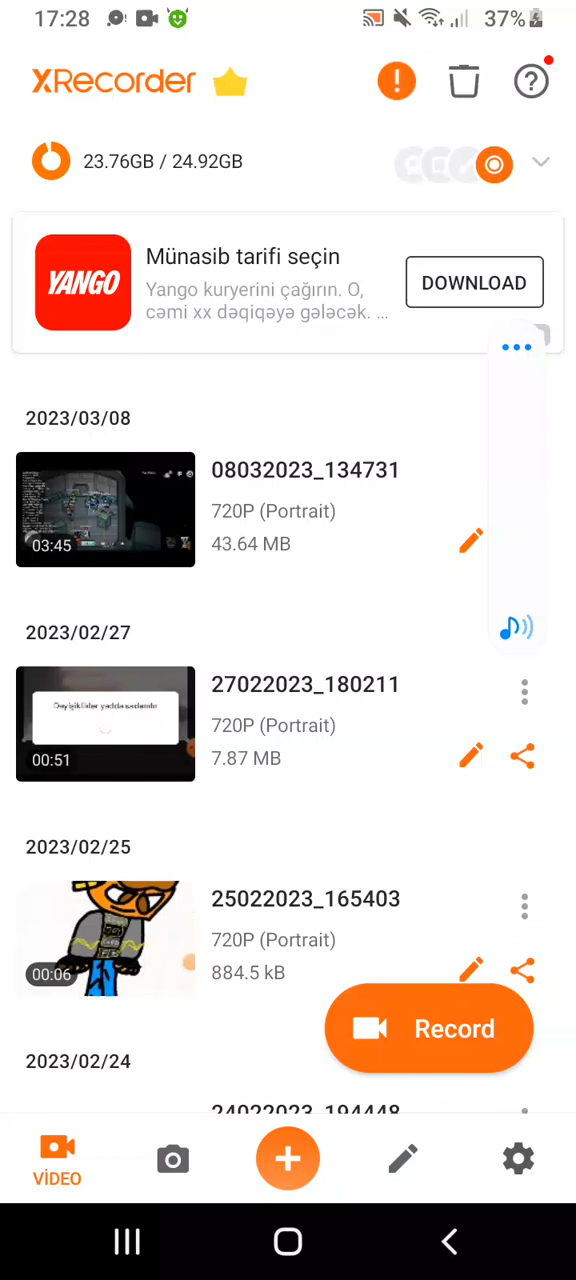 17:28
37%
XRecorder
23.76GB / 24.92GB
YANGO
Münasib tarifi seçin
Yango kuryerini çağırın. O,
cəmi xx dəqiqəyə gələcək. ...
DOWNLOAD
2023/03/08
03:45
08032023_134731
720P (Portrait)
43.64 MB
2023/02/27
Dəyişikliklər yadda saxlanılır
00:51
27022023_180211
720P (Portrait)
7.87 MB
2023/02/25
00:06
25022023_165403
720P (Portrait)
884.5 kB
Record
2023/02/24
24022023_194448
VİDEO